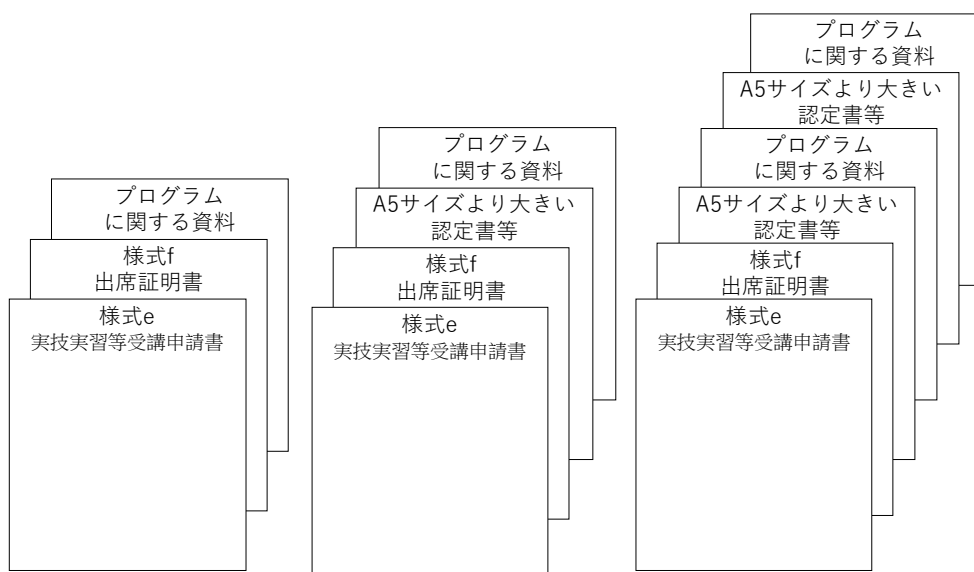 プログラム
に関する資料
様式f
出席証明書
様式e
実技実習等受講申請書
プログラム
に関する資料
A5サイズより大きい
認定書等
様式f
出席証明書
様式e
実技実習等受講申請書
プログラム
に関する資料
A5サイズより大きい
認定書等
プログラム
に関する資料
A5サイズより大きい
認定書等
様式f
出席証明書
様式e
実技実習等受講申請書